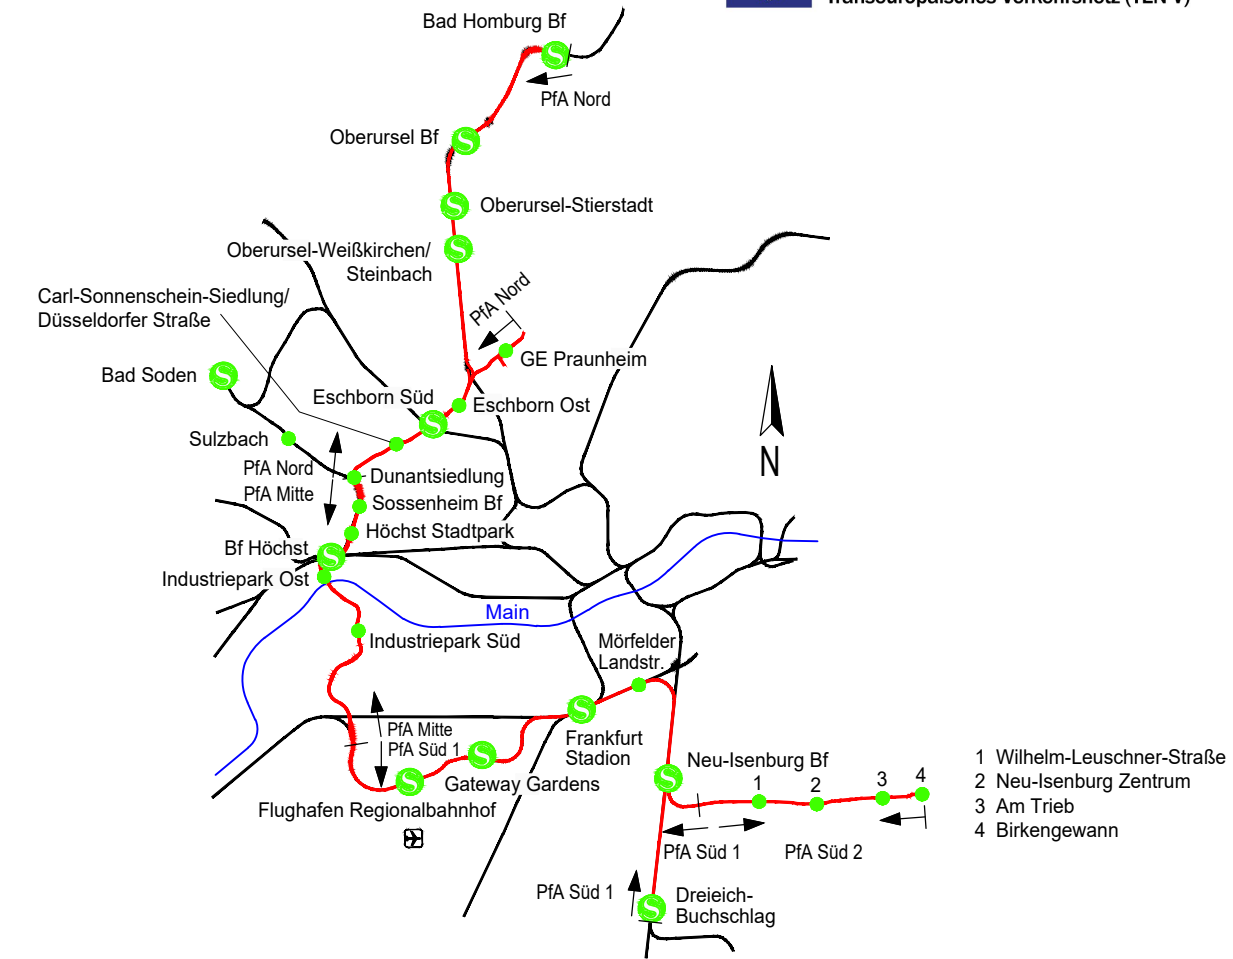 Transeuropäisches Verkehrsnetz (TEN-V)
Bad Homburg Bf
PfA Nord
Oberursel Bf
Oberursel-Stierstadt
Oberursel-Weißkirchen/
Steinbach
PfA Nord
Carl-Sonnenschein-Siedlung/
Düsseldorfer Straße
GE Praunheim
Bad Soden
Eschborn Süd
Eschborn Ost
Sulzbach
PfA Nord
PfA Mitte
Dunantsiedlung
Sossenheim Bf
Höchst Stadtpark
N
Bf Höchst
Industriepark Ost
Main
Industriepark Süd
Mörfelder
Landstr.
PfA Mitte
PfA Süd 1
Frankfurt
Stadion
Gateway Gardens
Flughafen Regionalbahnhof
Neu-Isenburg Bf
1
2
3
4
PfA Süd 1
PfA Süd 2
1 Wilhelm-Leuschner-Straße
2 Neu-Isenburg Zentrum
3 Am Trieb
4 Birkengewann
PfA Süd 1
Dreieich-
Buchschlag